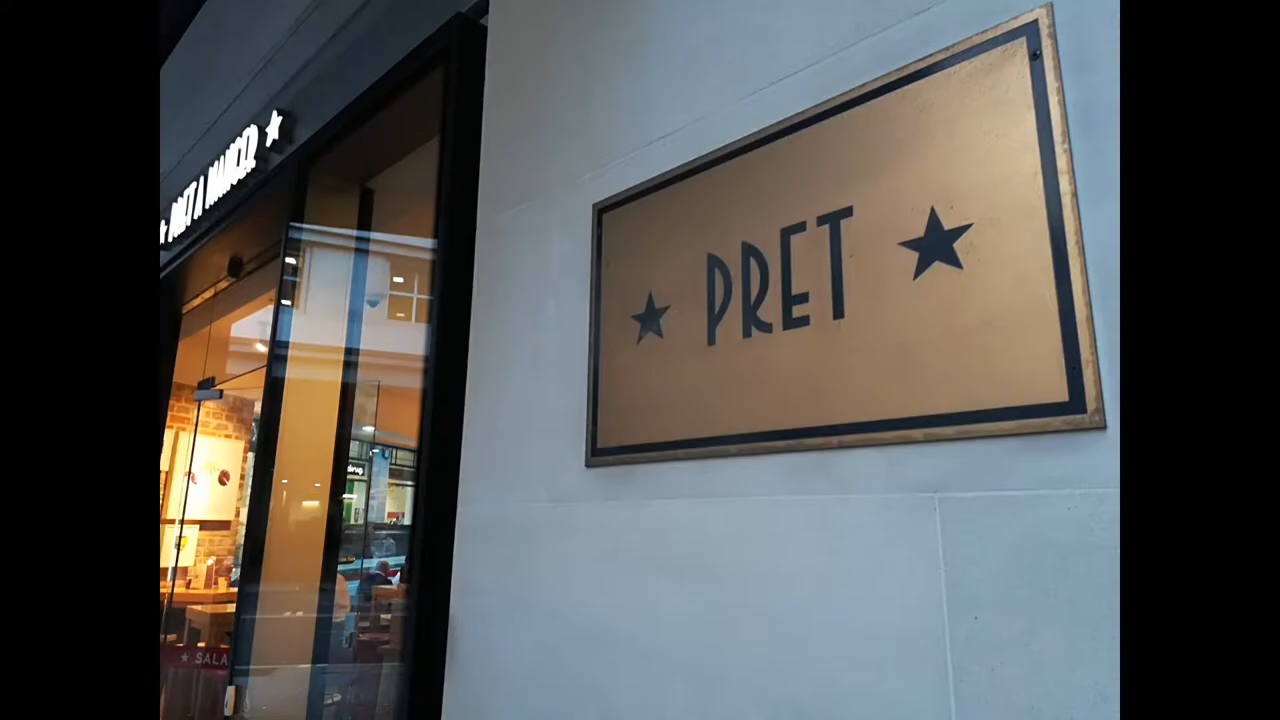 ★ PRET A MANGER ★
★ PRET ★
★ SALA